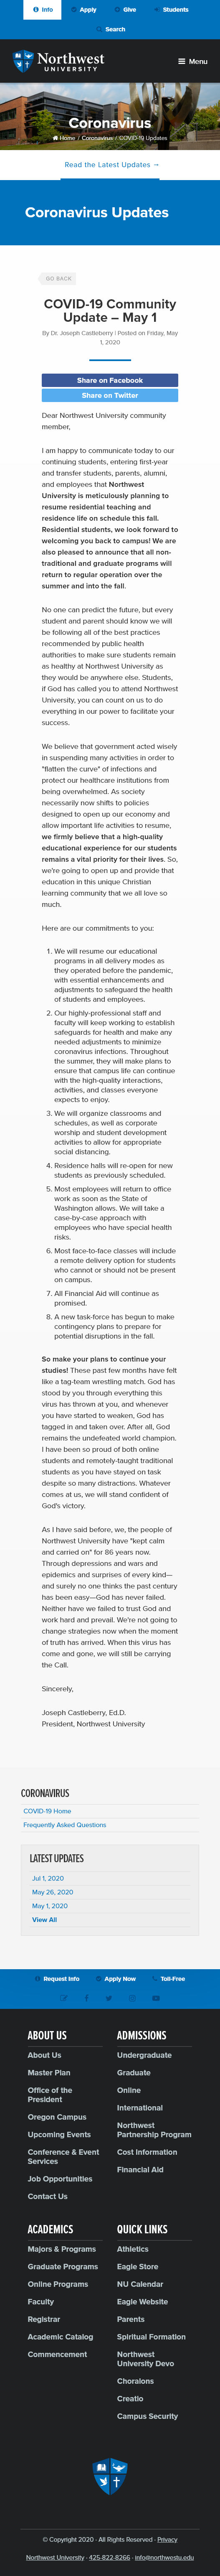 Info
Apply
Give
Students
Search
Northwest
UNIVERSITY
Menu
Coronavirus
Home / Coronavirus / COVID-19 Updates
Read the Latest Updates →
Coronavirus Updates
GO BACK
COVID-19 Community
Update – May 1
By Dr. Joseph Castleberry | Posted on Friday, May
1, 2020
Share on Facebook
Share on Twitter
Dear Northwest University community
member,
I am happy to communicate today to our
continuing students, entering first-year
and transfer students, parents, alumni,
and employees that Northwest
University is meticulously planning to
resume residential teaching and
residence life on schedule this fall.
Residential students, we look forward to
welcoming you back to campus! We are
also pleased to announce that all non-
traditional and graduate programs will
return to regular operation over the
summer and into the fall.
No one can predict the future, but every
student and parent should know we will
be following all of the best practices
recommended by public health
authorities to make sure students remain
as healthy at Northwest University as
they would be anywhere else. Students,
if God has called you to attend Northwest
University, you can count on us to do
everything in our power to facilitate your
success.
We believe that government acted wisely
in suspending many activities in order to
"flatten the curve" of infections and
protect our healthcare institutions from
being overwhelmed. As society
necessarily now shifts to policies
designed to open up our economy and
allow important life activities to resume,
we firmly believe that a high-quality
educational experience for our students
remains a vital priority for their lives. So,
we're going to open up and provide that
education in this unique Christian
learning community that we all love so
much.
Here are our commitments to you:
1. We will resume our educational
programs in all delivery modes as
they operated before the pandemic,
with essential enhancements and
adjustments to safeguard the health
of students and employees.
2. Our highly-professional staff and
faculty will keep working to establish
safeguards for health and make any
needed adjustments to minimize
coronavirus infections. Throughout
the summer, they will make plans to
ensure that campus life can continue
with the high-quality interactions,
activities, and classes everyone
expects to enjoy.
3. We will organize classrooms and
schedules, as well as corporate
worship and student development
activities to allow for appropriate
social distancing.
4. Residence halls will re-open for new
students as previously scheduled.
5. Most employees will return to office
work as soon as the State of
Washington allows. We will take a
case-by-case approach with
employees who have special health
risks.
6. Most face-to-face classes will include
a remote delivery option for students
who cannot or should not be present
on campus.
7. All Financial Aid will continue as
promised.
8. A new task-force has begun to make
contingency plans to prepare for
potential disruptions in the fall.
So make your plans to continue your
studies! These past few months have felt
like a tag-team wrestling match. God has
stood by you through everything this
virus has thrown at you, and whenever
you started to weaken, God has
tagged in and taken over. After all, God
remains the undefeated world champion.
I have been so proud of both online
students and remotely-taught traditional
students as you have stayed on task
despite so many distractions. Whatever
comes at us, we will stand confident of
God's victory.
As I have said before, the people of
Northwest University have "kept calm
and carried on" for 86 years now.
Through depressions and wars and
epidemics and surprises of every kind—
and surely no one thinks the past century
has been easy—God has never failed.
Neither have we failed to trust God and
work hard and prevail. We're not going to
change strategies now when the moment
of truth has arrived. When this virus has
come and gone, we will still be carrying
the Call.
Sincerely,
Joseph Castleberry, Ed.D.
President, Northwest University
CORONAVIRUS
COVID-19 Home
Frequently Asked Questions
LATEST UPDATES
Jul 1, 2020
May 26, 2020
May 1, 2020
View All
Request Info
Apply Now
Toll-Free
ABOUT US
About Us
Master Plan
Office of the
President
Oregon Campus
Upcoming Events
Conference & Event
Services
Job Opportunities
Contact Us
ADMISSIONS
Undergraduate
Graduate
Online
International
Northwest
Partnership Program
Cost Information
Financial Aid
ACADEMICS
Majors & Programs
Graduate Programs
Online Programs
Faculty
Registrar
Academic Catalog
Commencement
QUICK LINKS
Athletics
Eagle Store
NU Calendar
Eagle Website
Parents
Spiritual Formation
Northwest
University Devo
Choralons
Creatio
Campus Security
© Copyright 2020 · All Rights Reserved · Privacy
Northwest University · 425-822-8266 · info@northwestu.edu